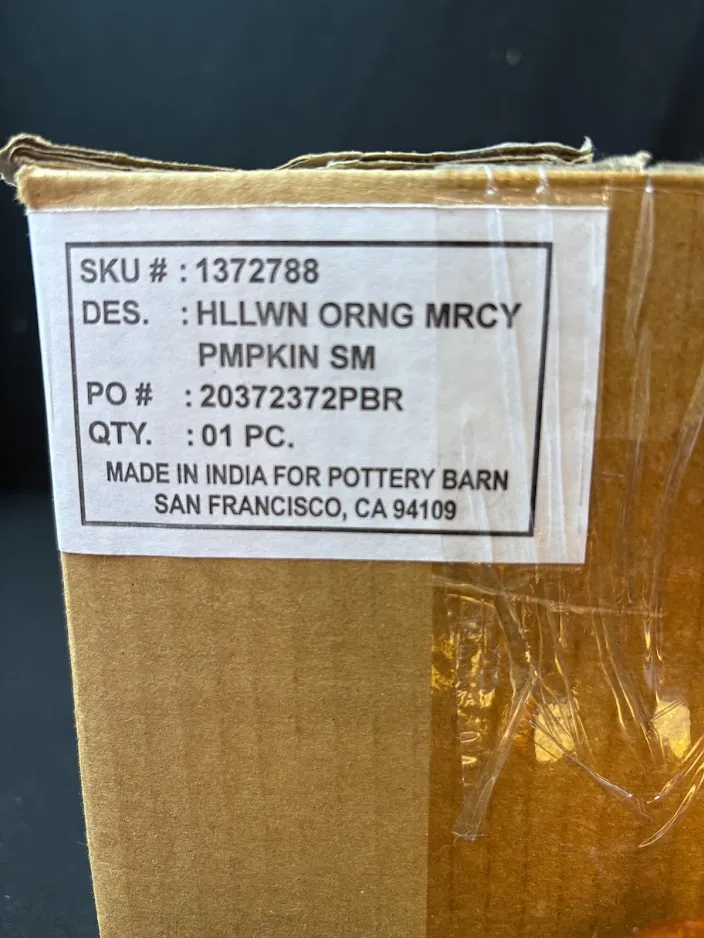 SKU # : 1372788
DES. : HLLWN ORNG MRCY
PMPKIN SM
PO # : 20372372PBR
QTY. : 01 PC.
MADE IN INDIA FOR POTTERY BARN
SAN FRANCISCO, CA 94109